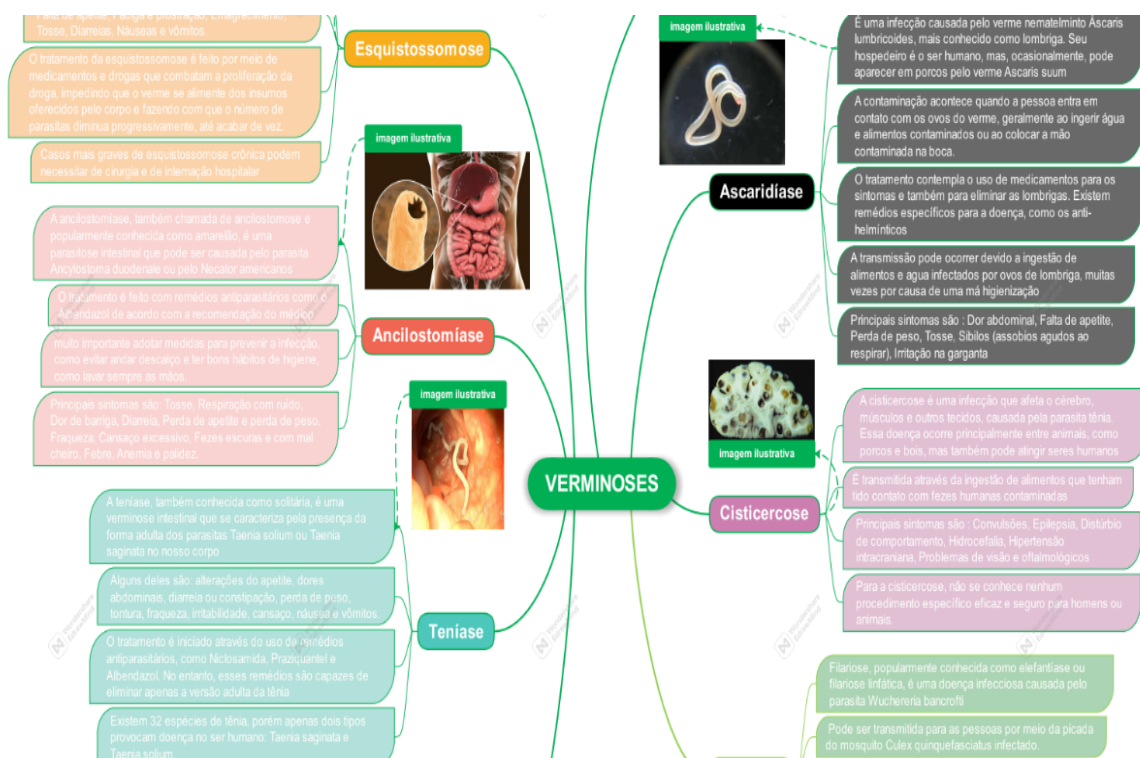 Falta de apetite, Fadiga e prostração, Emagrecimento,
Tosse, Diarreias, Náuseas e vômitos.
O tratamento da esquistossomose é feito por meio de
medicamentos e drogas que combatam a proliferação da
droga, impedindo que o verme se alimente dos insumos
oferecidos pelo corpo e fazendo com que o número de
parasitas diminua progressivamente, até acabar de vez.
Casos mais graves de esquistossomose crônica podem
necessitar de cirurgia e de internação hospitalar
Esquistossomose
imagem ilustrativa
A ancilostomíase, também chamada de ancilostomose e
popularmente conhecida como amarelão, é uma
parasitose intestinal que pode ser causada pelo parasita
Ancylostoma duodenale ou pelo Necator americanos
O tratamento é feito com remédios antiparasitários como o
Albendazol de acordo com a recomendação do médico
muito importante adotar medidas para prevenir a infecção,
como evitar andar descalço e ter bons hábitos de higiene,
como lavar sempre as mãos.
Principais sintomas são: Tosse, Respiração com ruído,
Dor de barriga, Diarreia, Perda de apetite e perda de peso,
Fraqueza, Cansaço excessivo, Fezes escuras e com mal
cheiro, Febre, Anemia e palidez.
Ancilostomíase
imagem ilustrativa
A teníase, também conhecida como solitária, é uma
verminose intestinal que se caracteriza pela presença da
forma adulta dos parasitas Taenia solium ou Taenia
saginata no nosso corpo
Alguns deles são: alterações do apetite, dores
abdominais, diarreia ou constipação, perda de peso,
tontura, fraqueza, irritabilidade, cansaço, náusea e vômitos
O tratamento é iniciado através do uso de remédios
antiparasitários, como Niclosamida, Praziquantel e
Albendazol. No entanto, esses remédios são capazes de
eliminar apenas a versão adulta da tênia
Existem 32 espécies de tênia, porém apenas dois tipos
provocam doença no ser humano: Taenia saginata e
Taenia solium
Teníase
VERMINOSES
imagem ilustrativa
É uma infecção causada pelo verme nematelminto Ascaris
lumbricoides, mais conhecido como lombriga. Seu
hospedeiro é o ser humano, mas, ocasionalmente, pode
aparecer em porcos pelo verme Ascaris suum
A contaminação acontece quando a pessoa entra em
contato com os ovos do verme, geralmente ao ingerir água
e alimentos contaminados ou ao colocar a mão
contaminada na boca.
Ascaridíase
O tratamento contempla o uso de medicamentos para os
sintomas e também para eliminar as lombrigas. Existem
remédios específicos para a doença, como os anti-
helmínticos
A transmissão pode ocorrer devido a ingestão de
alimentos e agua infectados por ovos de lombriga, muitas
vezes por causa de uma má higienização
Principais sintomas são : Dor abdominal, Falta de apetite,
Perda de peso, Tosse, Sibilos (assobios agudos ao
respirar), Irritação na garganta
imagem ilustrativa
A cisticercose é uma infecção que afeta o cérebro,
músculos e outros tecidos, causada pela parasita tênia.
Essa doença ocorre principalmente entre animais, como
porcos e bois, mas também pode atingir seres humanos
É transmitida através da ingestão de alimentos que tenham
tido contato com fezes humanas contaminadas
Cisticercose
Principais sintomas são : Convulsões, Epilepsia, Distúrbio
de comportamento, Hidrocefalia, Hipertensão
intracraniana, Problemas de visão e oftalmológicos
Para a cisticercose, não se conhece nenhum
procedimento específico eficaz e seguro para homens ou
animais.
Filariose, popularmente conhecida como elefantíase ou
filariose linfática, é uma doença infecciosa causada pelo
parasita Wuchereria bancrofti
Pode ser transmitida para as pessoas por meio da picada
do mosquito Culex quinquefasciatus infectado.
Wondershare
EdrawMind